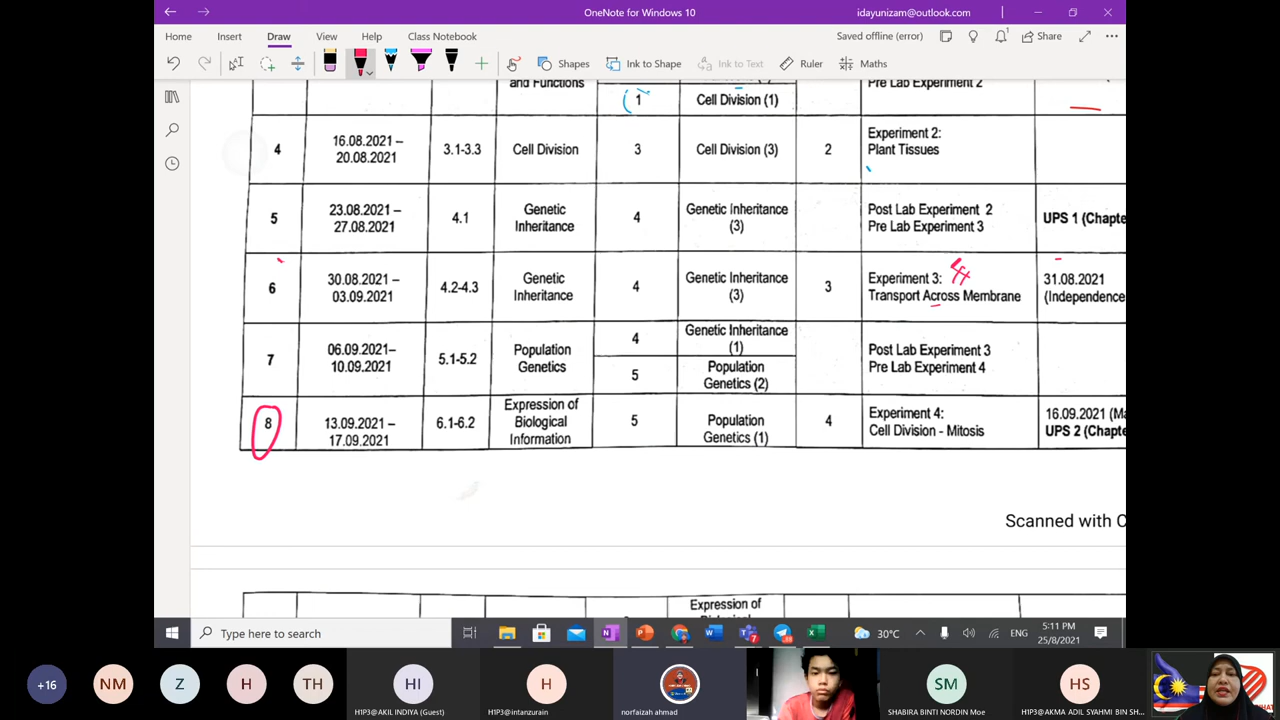 OneNote for Windows 10
idayunizam@outlook.com
Home
Insert
Draw
View
Help
Class Notebook
Saved offline (error)
Share
Shapes
Ink to Shape
Ink to Text
Ruler
Maths
and Functions
1
Cell Division (1)
Pre Lab Experiment 2
4
16.08.2021 –
20.08.2021
3.1-3.3
Cell Division
3
Cell Division (3)
2
Experiment 2:
Plant Tissues
5
23.08.2021 –
27.08.2021
4.1
Genetic
Inheritance
4
Genetic Inheritance
(3)
Post Lab Experiment 2
Pre Lab Experiment 3
UPS 1 (Chapte
6
30.08.2021 –
03.09.2021
4.2-4.3
Genetic
Inheritance
4
Genetic Inheritance
(3)
3
Experiment 3: 4
Transport Across Membrane
31.08.2021
(Independence
7
06.09.2021–
10.09.2021
5.1-5.2
Population
Genetics
4
Genetic Inheritance
(1)
5
Population
Genetics (2)
Post Lab Experiment 3
Pre Lab Experiment 4
8
13.09.2021 –
17.09.2021
6.1-6.2
Expression of
Biological
Information
5
Population
Genetics (1)
4
Experiment 4:
Cell Division - Mitosis
16.09.2021 (Ma
UPS 2 (Chapte
Scanned with C
Expression of
Type here to search
30°C
ENG
5:11 PM
25/8/2021
+16
NM
Z
H
TH
HI
H1P3@AKIL INDIYA (Guest)
H
H1P3@intanzurain
norfaizah ahmad
SM
SHABIRA BINTI NORDIN Moe
HS
H1P3@AKMA ADIL SYAHMI BIN SH...